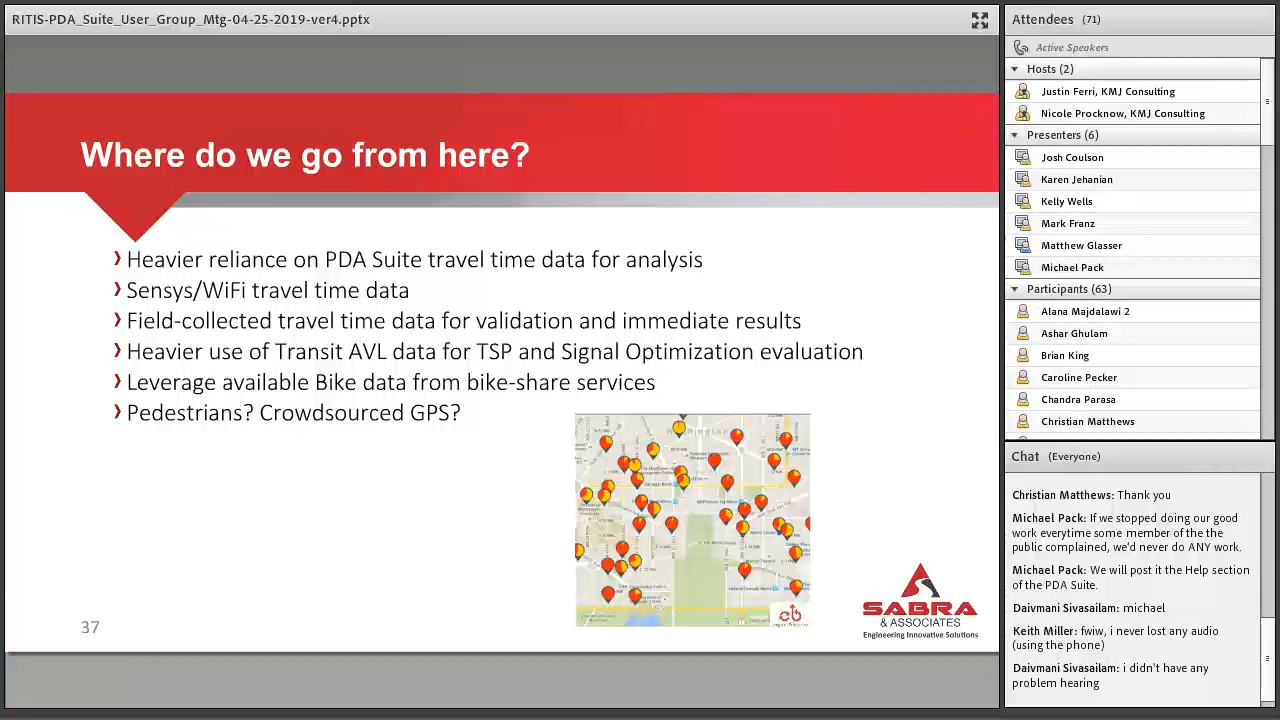 RITIS-PDA_Suite_User_Group_Mtg-04-25-2019-ver4.pptx
Where do we go from here?
Heavier reliance on PDA Suite travel time data for analysis
Sensys/WiFi travel time data
Field-collected travel time data for validation and immediate results
Heavier use of Transit AVL data for TSP and Signal Optimization evaluation
Leverage available Bike data from bike-share services
Pedestrians? Crowdsourced GPS?
37
SABRA
& ASSOCIATES
Engineering Innovative Solutions
Attendees (71)
Active Speakers
Hosts (2)
Justin Ferri, KMJ Consulting
Nicole Procknow, KMJ Consulting
Presenters (6)
Josh Coulson
Karen Jehanian
Kelly Wells
Mark Franz
Matthew Glasser
Michael Pack
Participants (63)
Alana Majdalawi 2
Ashar Ghulam
Brian King
Caroline Pecker
Chandra Parasa
Christian Matthews
Chat (Everyone)
Christian Matthews: Thank you
Michael Pack: If we stopped doing our good
work everytime some member of the the
public complained, we'd never do ANY work.
Michael Pack: We will post it the Help section
of the PDA Suite.
Daivmani Sivasailam: michael
Keith Miller: fwiw, i never lost any audio
(using the phone)
Daivmani Sivasailam: i didn't have any
problem hearing